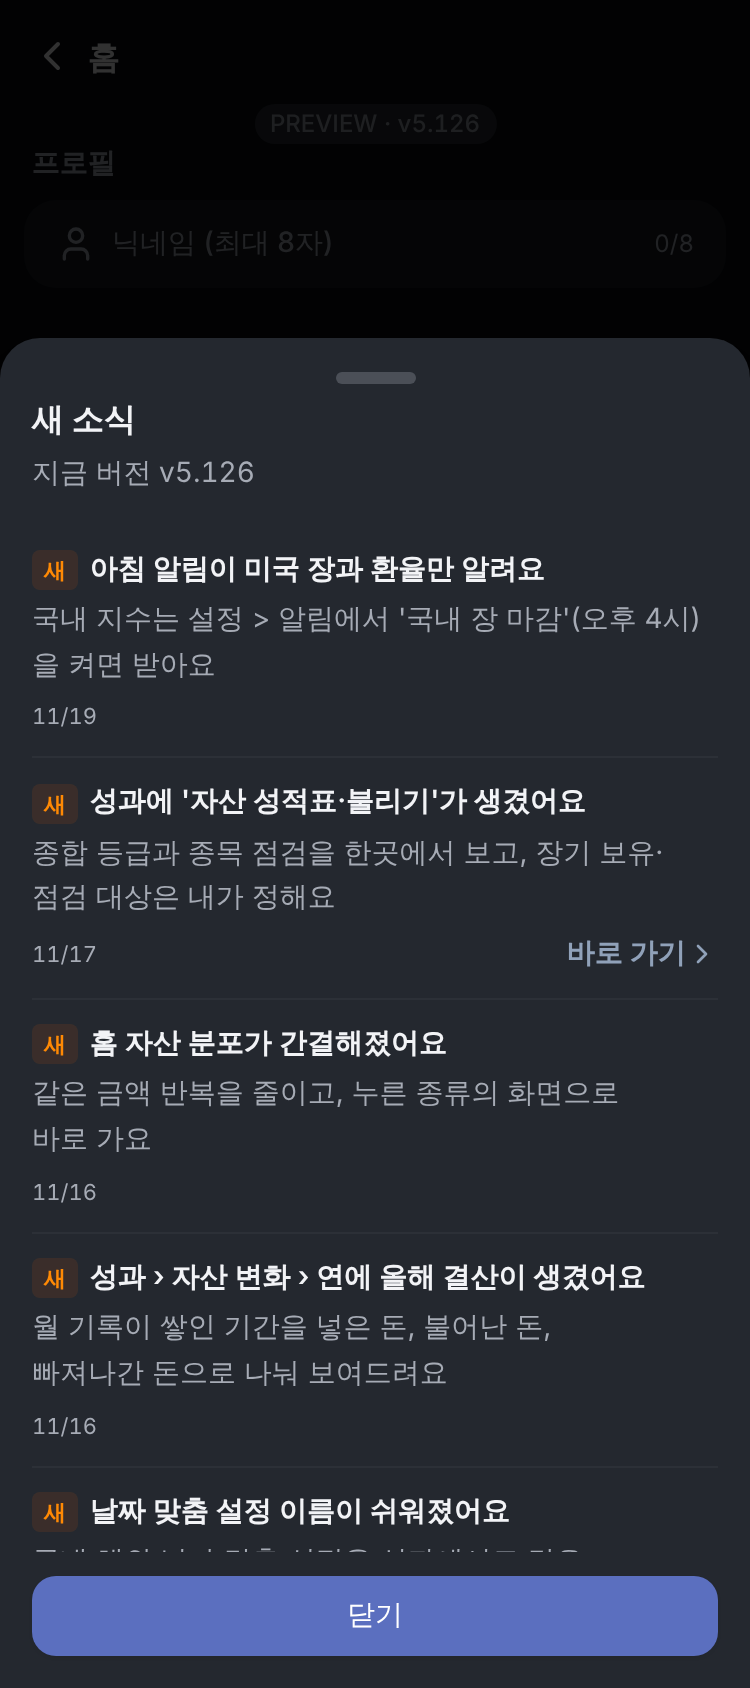 홈
PREVIEW · v5.126
프로필
닉네임 (최대 8자)
0/8
새 소식
지금 버전 v5.126
새 아침 알림이 미국 장과 환율만 알려요
국내 지수는 설정 > 알림에서 '국내 장 마감'(오후 4시)
을 켜면 받아요
11/19
새 성과에 '자산 성적표·불리기'가 생겼어요
종합 등급과 종목 점검을 한곳에서 보고, 장기 보유·
점검 대상은 내가 정해요
11/17
바로 가기
새 홈 자산 분포가 간결해졌어요
같은 금액 반복을 줄이고, 누른 종류의 화면으로
바로 가요
11/16
새 성과 › 자산 변화 › 연에 올해 결산이 생겼어요
월 기록이 쌓인 기간을 넣은 돈, 불어난 돈,
빠져나간 돈으로 나눠 보여드려요
11/16
새 날짜 맞춤 설정 이름이 쉬워졌어요
닫기